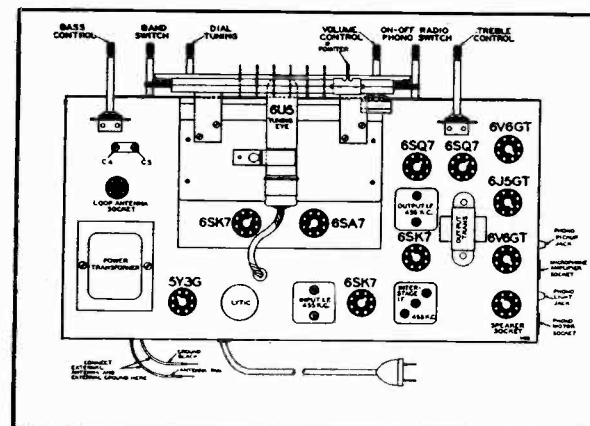 BASS
CONTROL
BAND
SWITCH
DIAL
TUNING
VOLUME
CONTROL
POINTER
ON-OFF RADIO
PHONO SWITCH
TREBLE
CONTROL
6U5
TUNING
EYE
C4
C5
LOOP ANTENNA
SOCKET
6SQ7
6SQ7
6V6GT
OUTPUT I.F.
455 K.C.
OUTPUT TRANS
6J5GT
6SK7
6SA7
6SK7
6V6GT
PHONO
PICKUP
JACK
MICROPHONE
AMPLIFIER
SOCKET
POWER
TRANSFORMER
5Y3G
LYTIC
INPUT I.F.
455 K.C.
6SK7
INTER-
STAGE
I.F.
455 K.C.
SPEAKER
SOCKET
PHONO
LIGHT
JACK
PHONO
MOTOR
SOCKET
CONNECT
EXTERNAL
ANTENNA AND
EXTERNAL GROUND HERE
GROUND
BLACK
ANTENNA